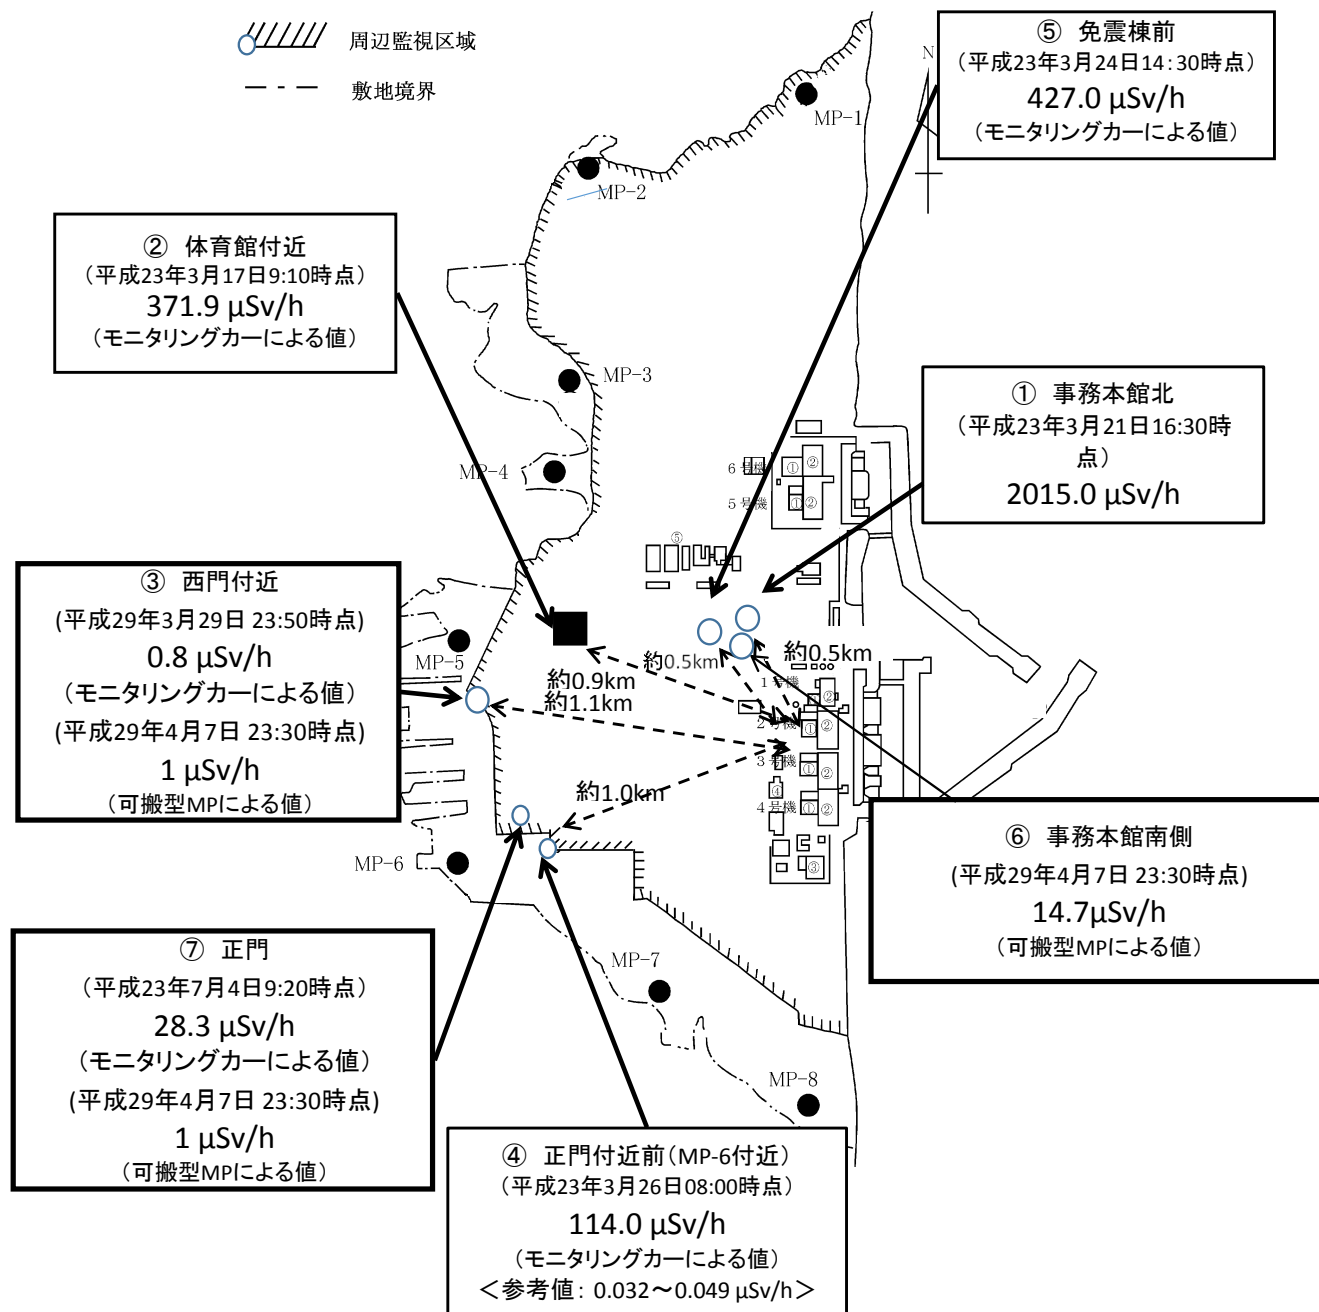 周辺監視区域
敷地境界
⑤ 免震棟前
(平成23年3月24日14:30時点)
427.0 μSv/h
(モニタリングカーによる値)
N
MP-1
MP-2
② 体育館付近
(平成23年3月17日9:10時点)
371.9 μSv/h
(モニタリングカーによる値)
MP-3
① 事務本館北
(平成23年3月21日16:30時
点)
2015.0 μSv/h
MP-4
6号機
① ②
5号機
① ②
⑤
③ 西門付近
(平成29年3月29日 23:50時点)
0.8 μSv/h
(モニタリングカーによる値)
(平成29年4月7日 23:30時点)
1 μSv/h
(可搬型MPによる値)
MP-5
約0.5km
約0.5km
約0.9km
約1.1km
1号機
②
2号機
① ②
3号機
① ②
約1.0km
④
4号機
① ②
③
MP-6
⑥ 事務本館南側
(平成29年4月7日 23:30時点)
14.7μSv/h
(可搬型MPによる値)
⑦ 正門
(平成23年7月4日9:20時点)
28.3 μSv/h
(モニタリングカーによる値)
(平成29年4月7日 23:30時点)
1 μSv/h
(可搬型MPによる値)
MP-7
MP-8
④ 正門付近前(MP-6付近)
(平成23年3月26日08:00時点)
114.0 μSv/h
(モニタリングカーによる値)
<参考値: 0.032~0.049 μSv/h>